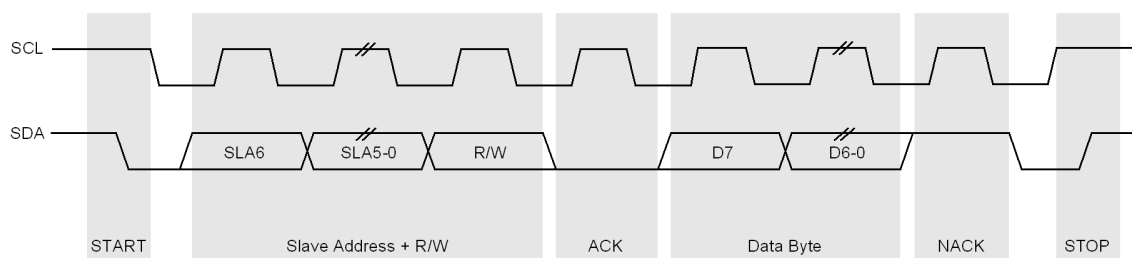 SCL
SDA
SLA6 SLA5-0 R/W D7 D6-0
START Slave Address + R/W ACK Data Byte NACK STOP